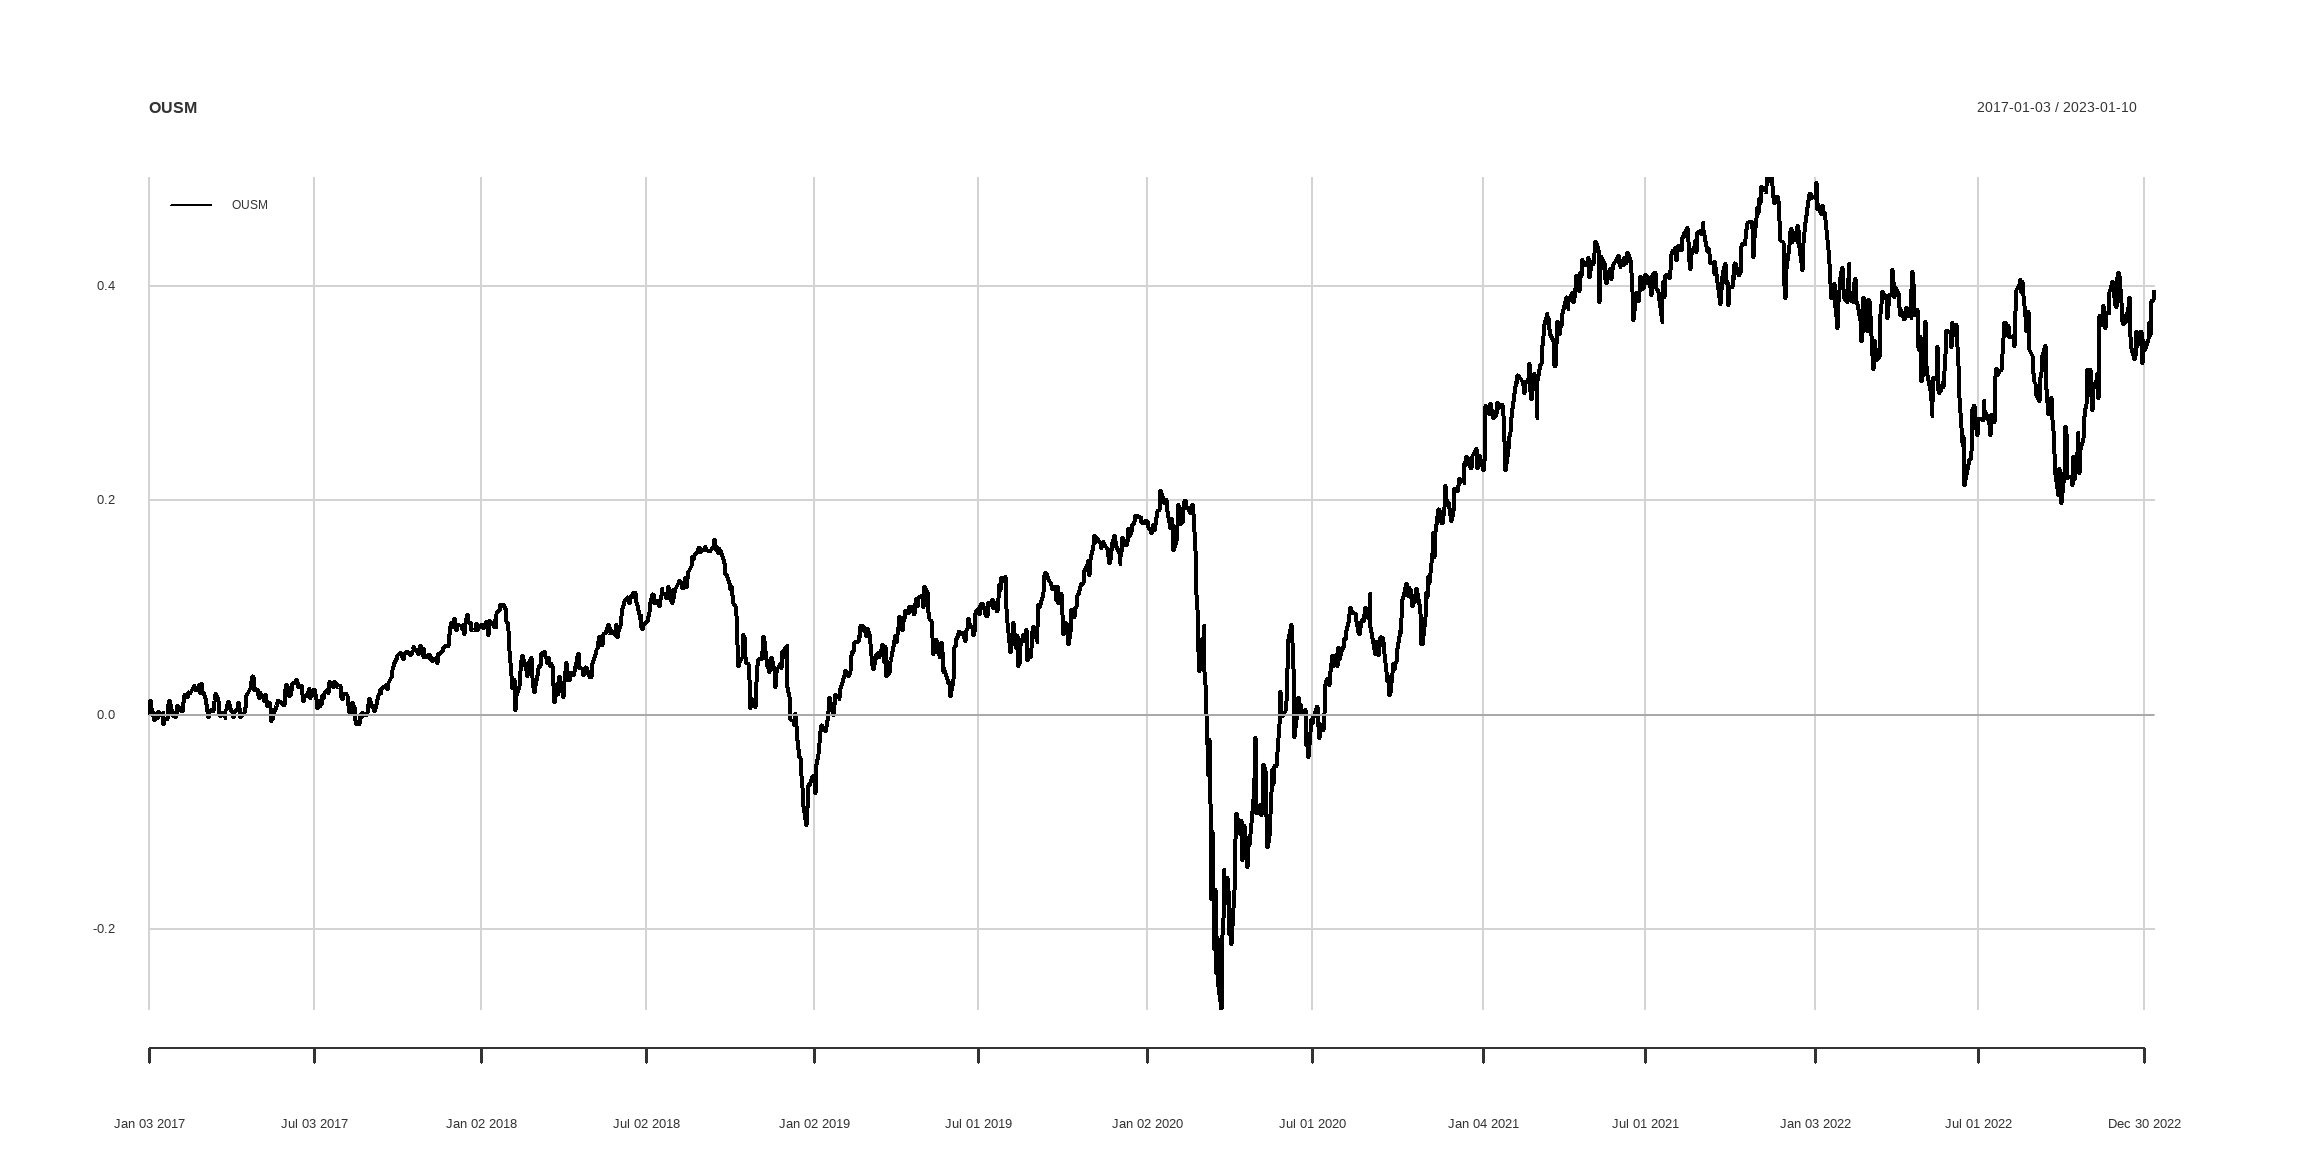 OUSM
2017-01-03 / 2023-01-10
OUSM
0.4
0.2
0.0
-0.2
Jan 03 2017
Jul 03 2017
Jan 02 2018
Jul 02 2018
Jan 02 2019
Jul 01 2019
Jan 02 2020
Jul 01 2020
Jan 04 2021
Jul 01 2021
Jan 03 2022
Jul 01 2022
Dec 30 2022